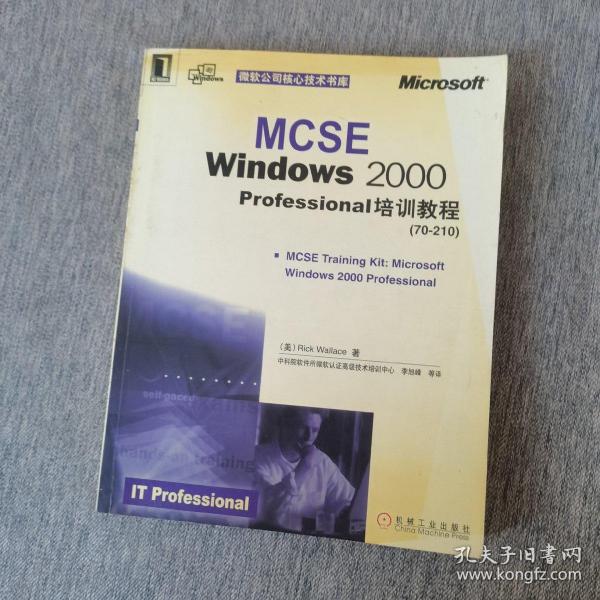 Windows
微软公司核心技术书库
Microsoft
MCSE
Windows 2000
Professional培训教程
(70-210)
MCSE Training Kit: Microsoft
Windows 2000 Professional
(美) Rick Wallace 著
中科院软件所微软认证高级技术培训中心 李旭峰 等译
self-paced
hands-on training
IT Professional
机械工业出版社
China Machine Press
孔夫子旧书网
www.kongfz.com